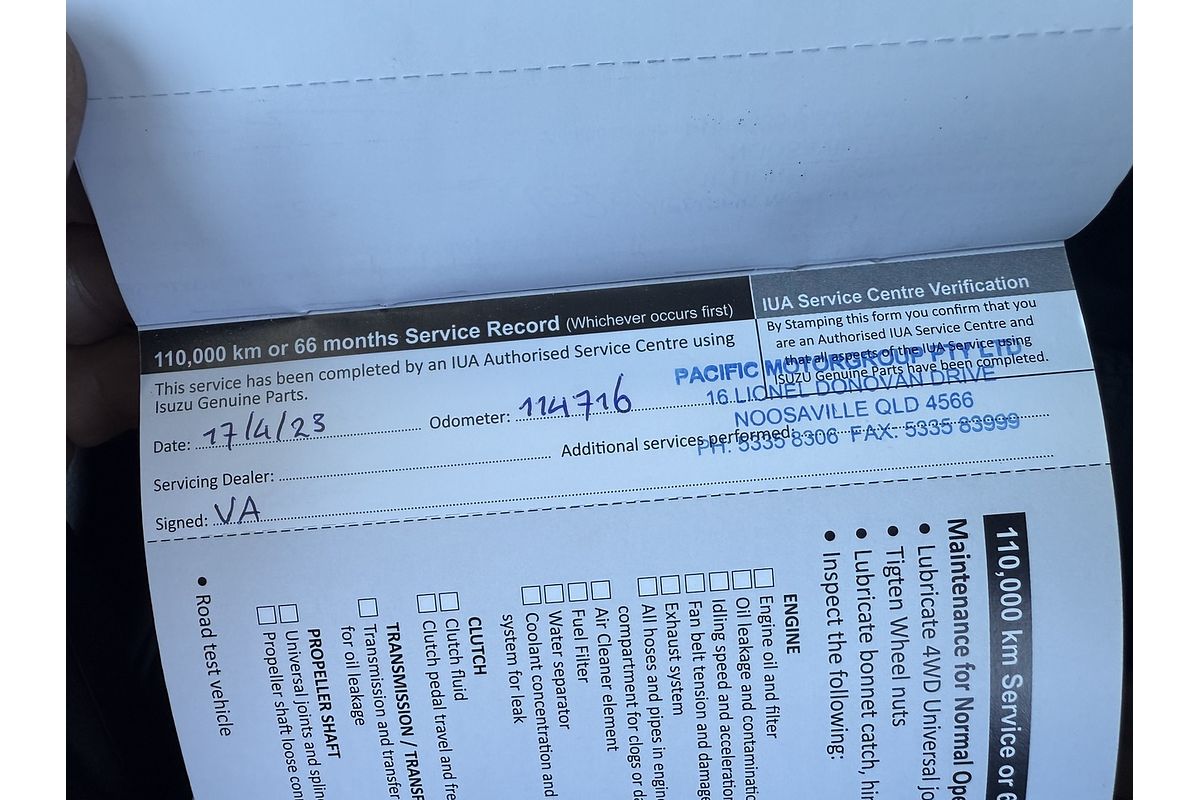 110,000 km or 66 months Service Record (Whichever occurs first)
This service has been completed by an IUA Authorised Service Centre using
Isuzu Genuine Parts.
Date: 17/4/23 Odometer: 114716
Servicing Dealer: Additional services performed:
Signed: VA
IUA Service Centre Verification
By Stamping this form you confirm that you
are an Authorised IUA Service Centre and
that all aspects of the IUA Service using
Isuzu Genuine Parts have been completed.
PACIFIC MOTORGROUP PTY LTD
16 LIONEL DONOVAN DRIVE
NOOSAVILLE QLD 4566
PH: 5335 8306 FAX: 5335 83999
110,000 km Service or 6
Maintenance for Normal Ope
• Lubricate 4WD Universal jo
• Tigten Wheel nuts
• Lubricate bonnet catch, hi
• Inspect the following:
ENGINE
Engine oil and filter
Oil leakage and contaminatio
Idling speed and acceleration
Fan belt tension and damage
Exhaust system
All hoses and pipes in engin
compartment for clogs or da
Air Cleaner element
Fuel Filter
Water separator
Coolant concentration and
system for leak
CLUTCH
Clutch fluid
Clutch pedal travel and fre
TRANSMISSION / TRANSF
Transmission and transfer
for oil leakage
PROPELLER SHAFT
Universal joints and splin
Propeller shaft loose con
• Road test vehicle